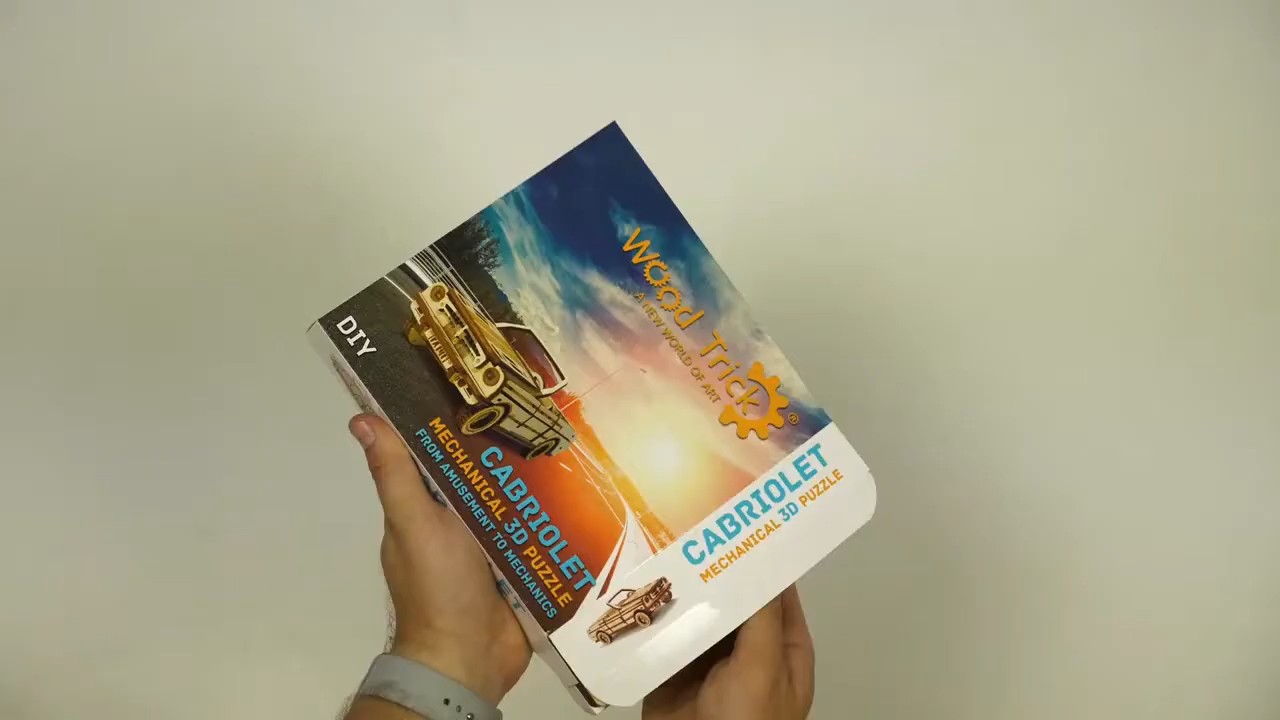 Wood Trick®
A NEW WORLD OF ART
DIY
CABRIOLET
MECHANICAL 3D PUZZLE
FROM AMUSEMENT TO MECHANICS
CABRIOLET
MECHANICAL 3D PUZZLE